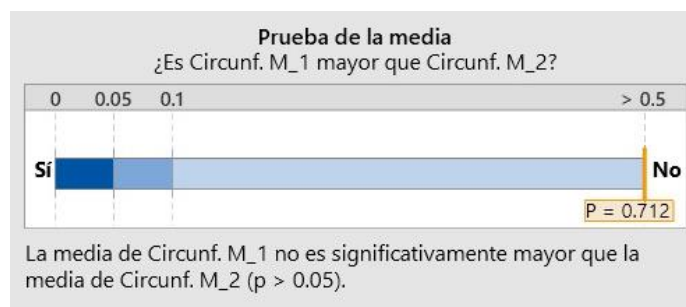 Prueba de la media
¿Es Circunf. M_1 mayor que Circunf. M_2?
0 0.05 0.1 > 0.5
Sí No
P = 0.712
La media de Circunf. M_1 no es significativamente mayor que la
media de Circunf. M_2 (p > 0.05).